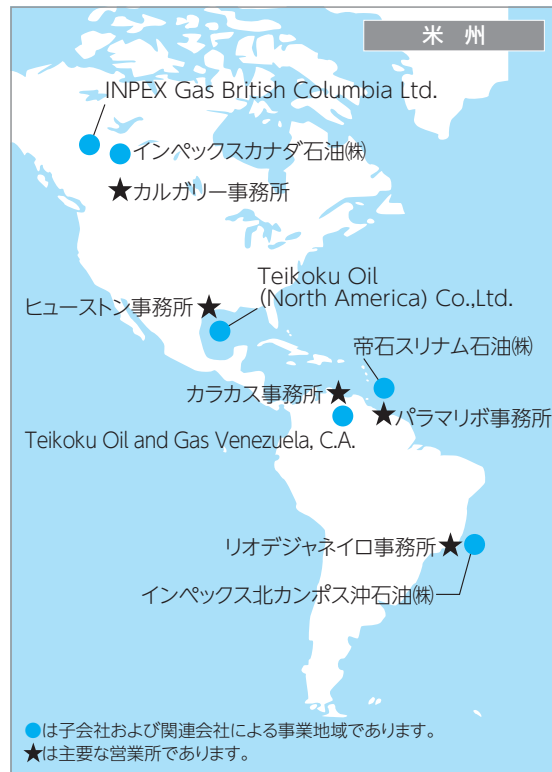 米 州
INPEX Gas British Columbia Ltd.
インペックスカナダ石油㈱
★カルガリー事務所
Teikoku Oil
(North America) Co.,Ltd.
ヒューストン事務所★
帝石スリナム石油㈱
カラカス事務所★
★パラマリボ事務所
Teikoku Oil and Gas Venezuela, C.A.
リオデジャネイロ事務所★
インペックス北カンポス沖石油㈱
●は子会社および関連会社による事業地域であります。
★は主要な営業所であります。